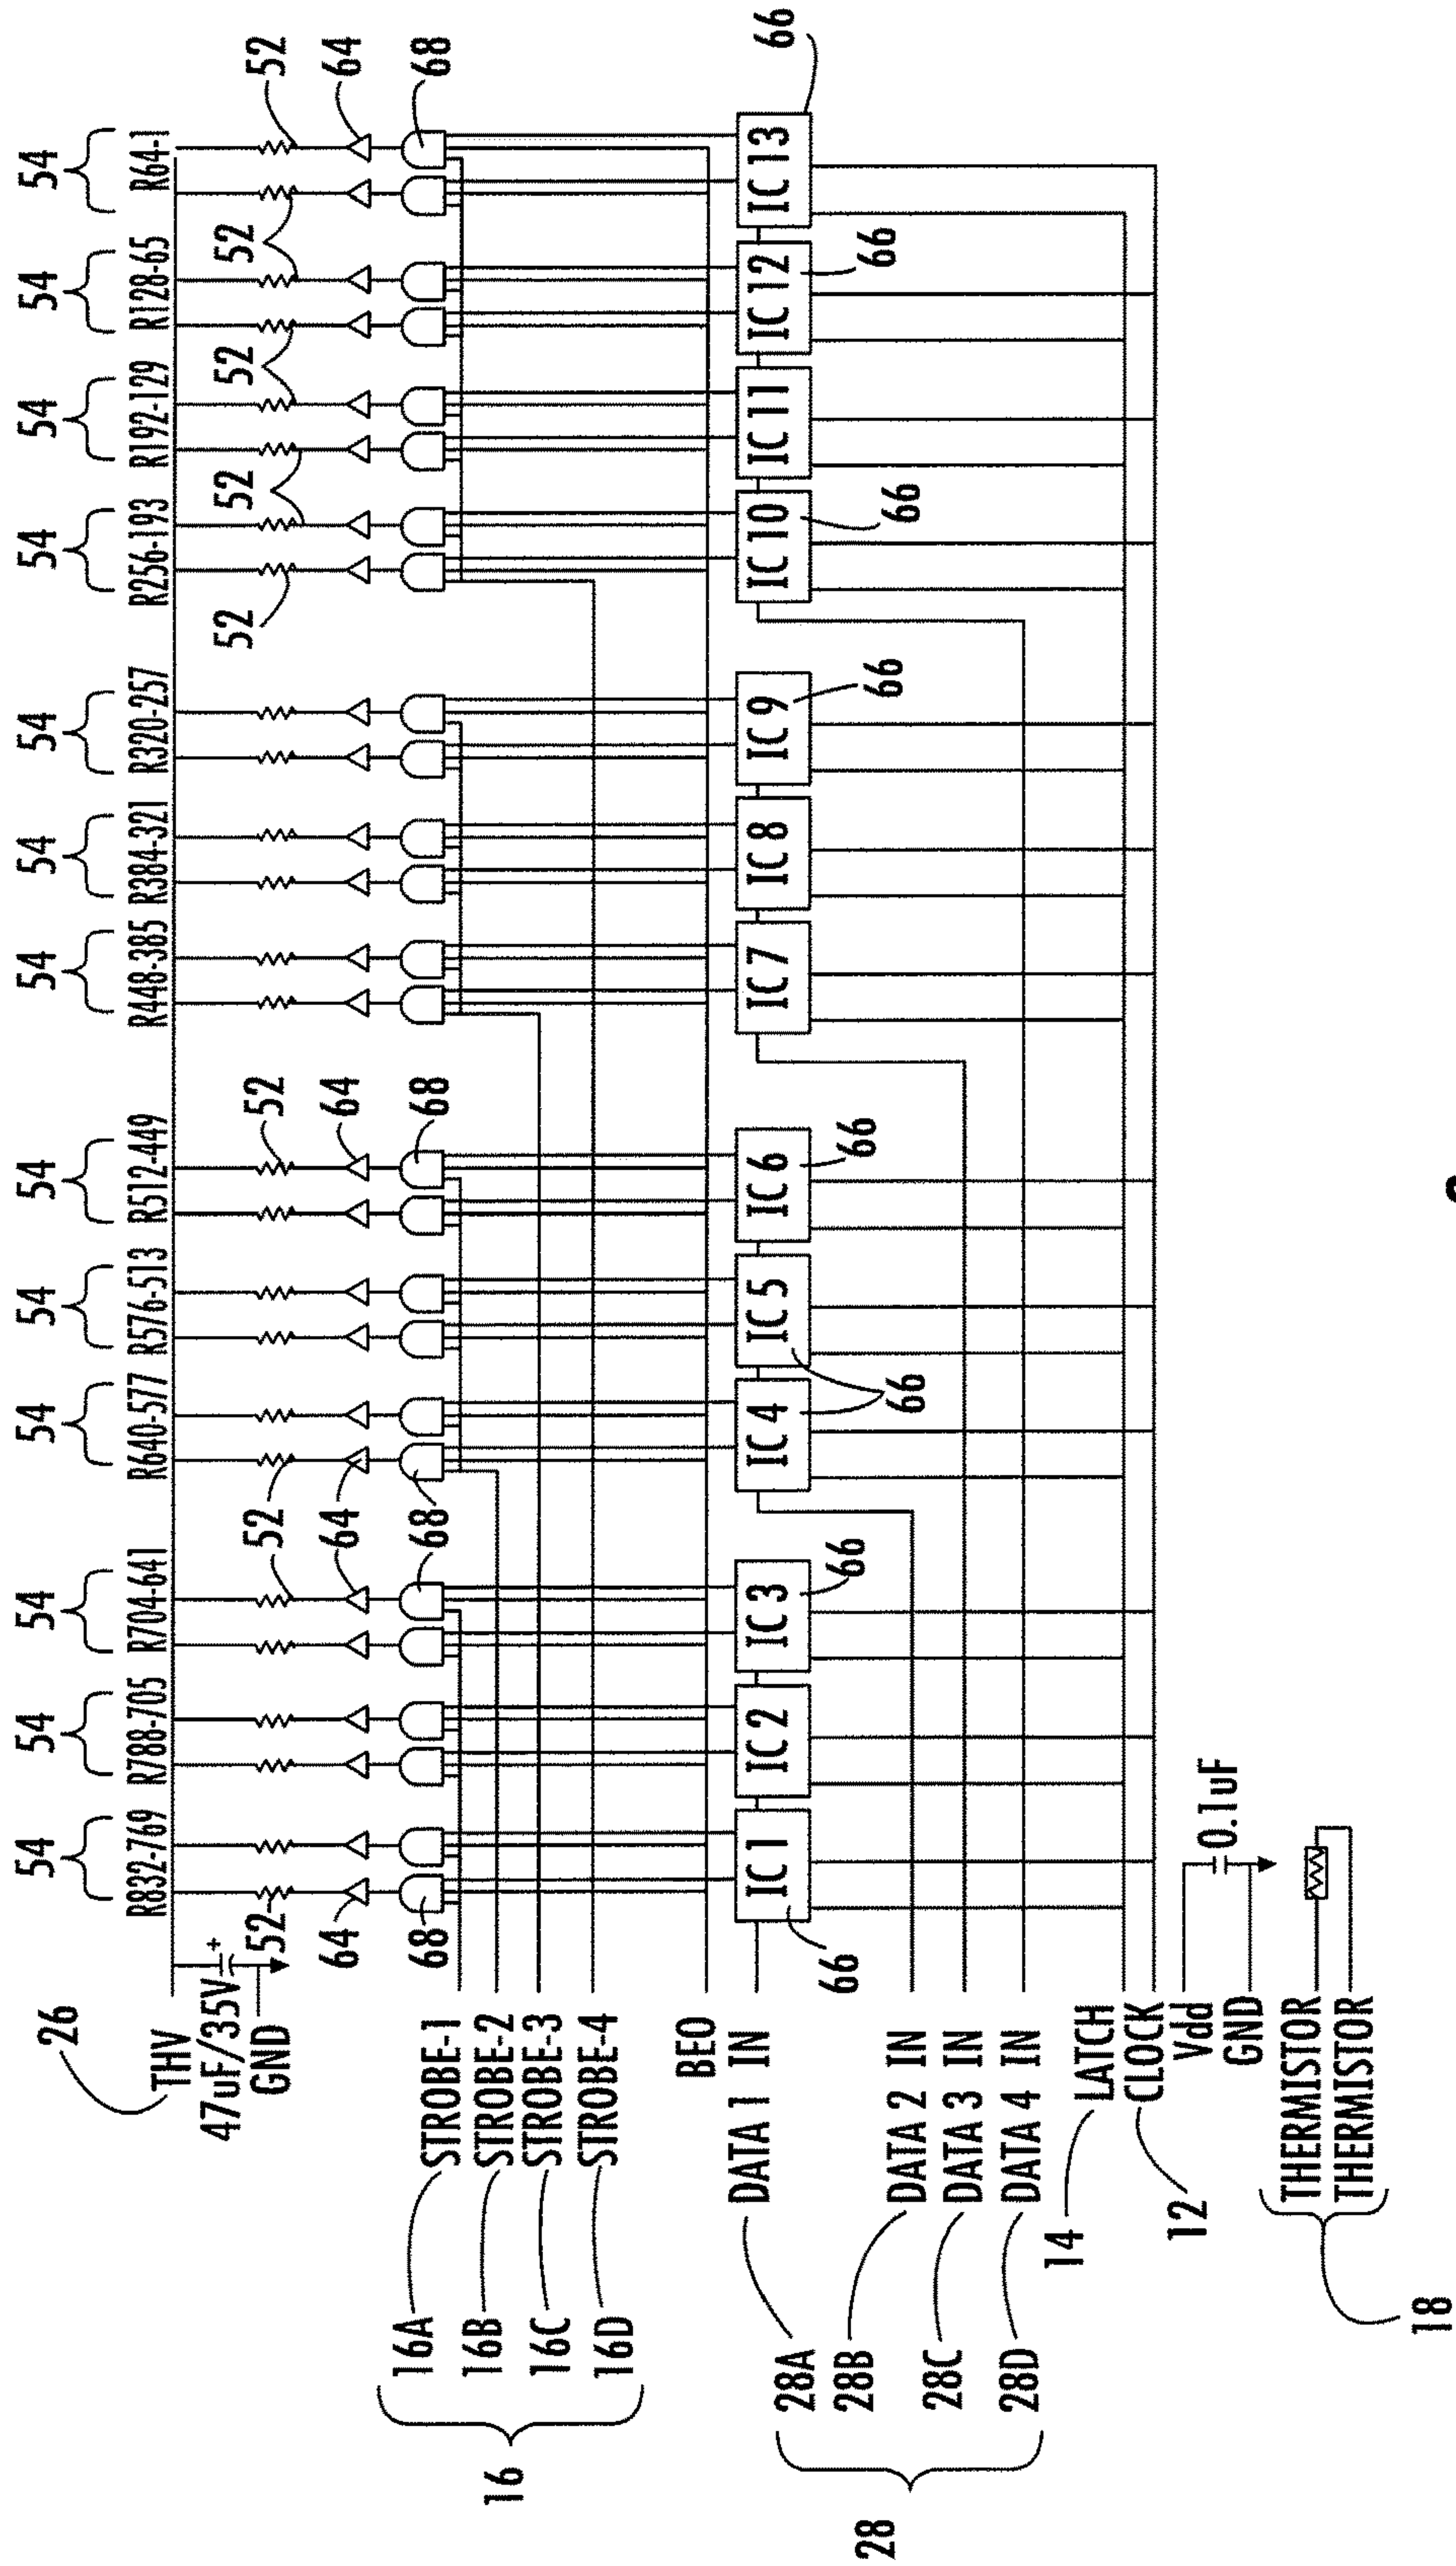 54 54 54 54 54 54 54 54 54 54 54 54 54
R832-769 R788-705 R704-641 R640-577 R576-513 R512-449 R448-385 R384-321 R320-257 R256-193 R192-129 R128-65 R64-1
26
THV
47uF/35V +
GND
52 52 52 52 52 52 52 52 52
64 64 64 64 64
68 68 68 68 68
16A STROBE-1
16B STROBE-2
16C STROBE-3
16D STROBE-4
16
BEO
DATA 1 IN
IC1 IC2 IC3 IC4 IC5 IC6 IC7 IC8 IC9 IC10 IC11 IC12 IC13
66 66 66 66 66 66 66 66
28A
28B DATA 2 IN
28C DATA 3 IN
28D DATA 4 IN
28
14 LATCH
12 CLOCK
Vdd
0.1uF
GND
THERMISTOR
THERMISTOR
18